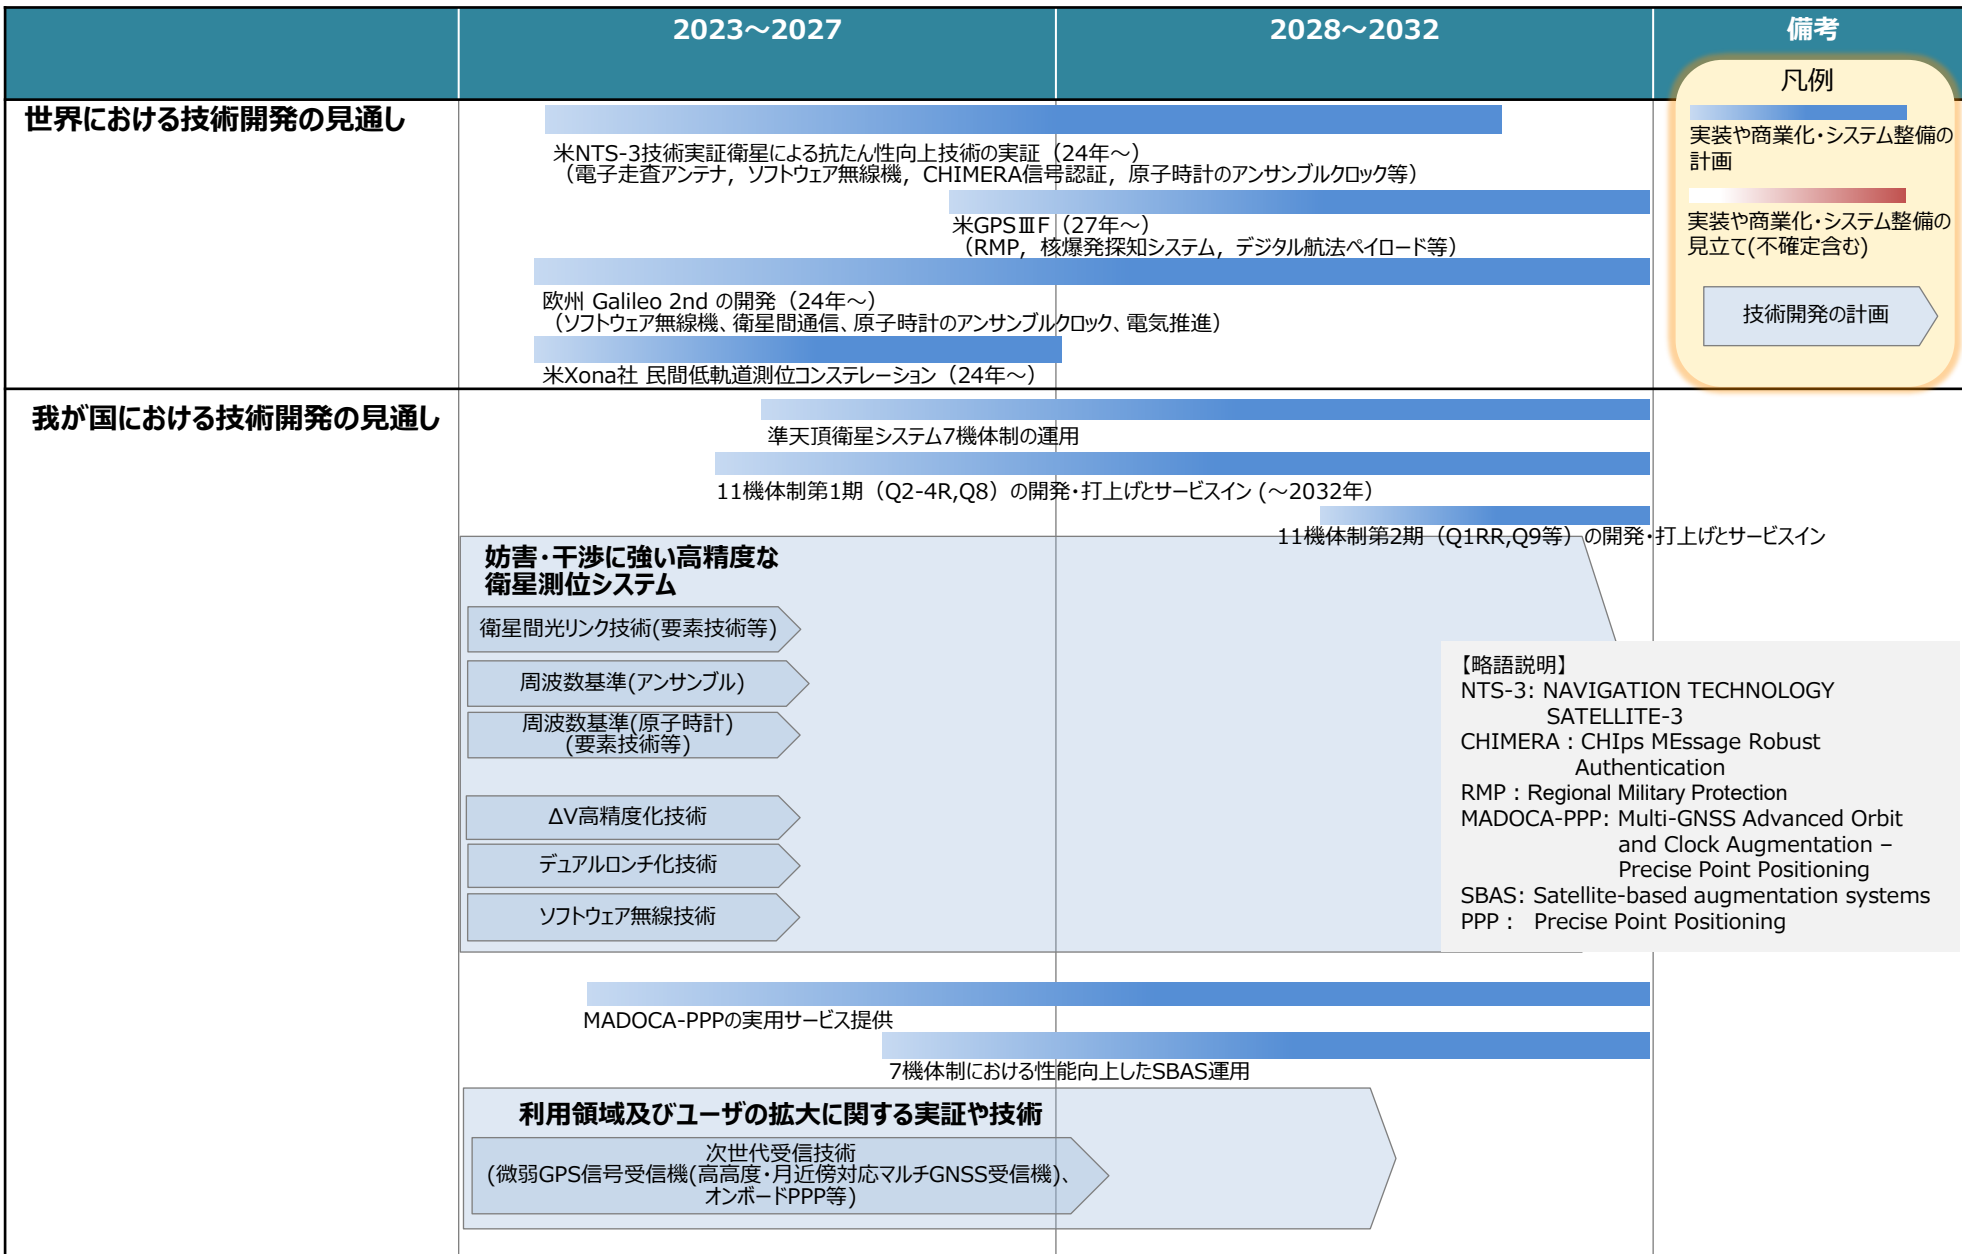 2023～2027
2028～2032
備考
凡例
実装や商業化・システム整備の
計画
実装や商業化・システム整備の
見立て(不確定含む)
技術開発の計画
世界における技術開発の見通し
米NTS-3技術実証衛星による抗たん性向上技術の実証（24年～）
（電子走査アンテナ，ソフトウェア無線機，CHIMERA信号認証，原子時計のアンサンブルクロック等）
米GPSⅢF（27年～）
（RMP，核爆発探知システム，デジタル航法ペイロード等）
欧州 Galileo 2nd の開発（24年～）
（ソフトウェア無線機、衛星間通信、原子時計のアンサンブルクロック、電気推進）
米Xona社 民間低軌道測位コンステレーション（24年～）
我が国における技術開発の見通し
準天頂衛星システム7機体制の運用
11機体制第1期（Q2-4R,Q8）の開発・打上げとサービスイン (～2032年）
11機体制第2期（Q1RR,Q9等）の開発・打上げとサービスイン
妨害・干渉に強い高精度な
衛星測位システム
衛星間光リンク技術(要素技術等)
周波数基準(アンサンブル)
周波数基準(原子時計)
(要素技術等)
ΔV高精度化技術
デュアルロンチ化技術
ソフトウェア無線技術
【略語説明】
NTS-3: NAVIGATION TECHNOLOGY
SATELLITE-3
CHIMERA : CHIps MEssage Robust
Authentication
RMP : Regional Military Protection
MADOCA-PPP: Multi-GNSS Advanced Orbit
and Clock Augmentation –
Precise Point Positioning
SBAS: Satellite-based augmentation systems
PPP : Precise Point Positioning
MADOCA-PPPの実用サービス提供
7機体制における性能向上したSBAS運用
利用領域及びユーザの拡大に関する実証や技術
次世代受信技術
(微弱GPS信号受信機(高高度・月近傍対応マルチGNSS受信機)、
オンボードPPP等)